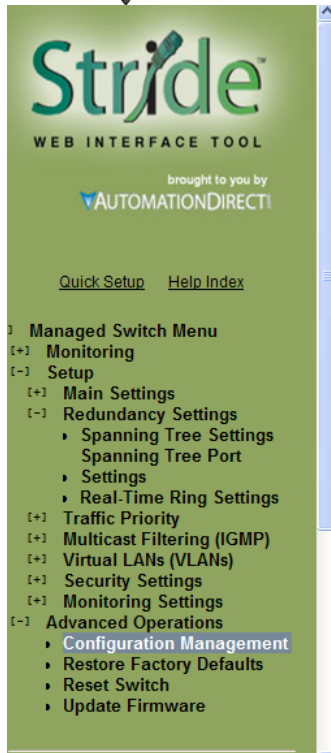 Stride™
WEB INTERFACE TOOL
brought to you by
AUTOMATIONDIRECT
Quick Setup Help Index
] Managed Switch Menu
[+] Monitoring
[-] Setup
[+] Main Settings
[-] Redundancy Settings
Spanning Tree Settings
Spanning Tree Port
Settings
Real-Time Ring Settings
[+] Traffic Priority
[+] Multicast Filtering (IGMP)
[+] Virtual LANs (VLANs)
[+] Security Settings
[+] Monitoring Settings
[-] Advanced Operations
Configuration Management
Restore Factory Defaults
Reset Switch
Update Firmware